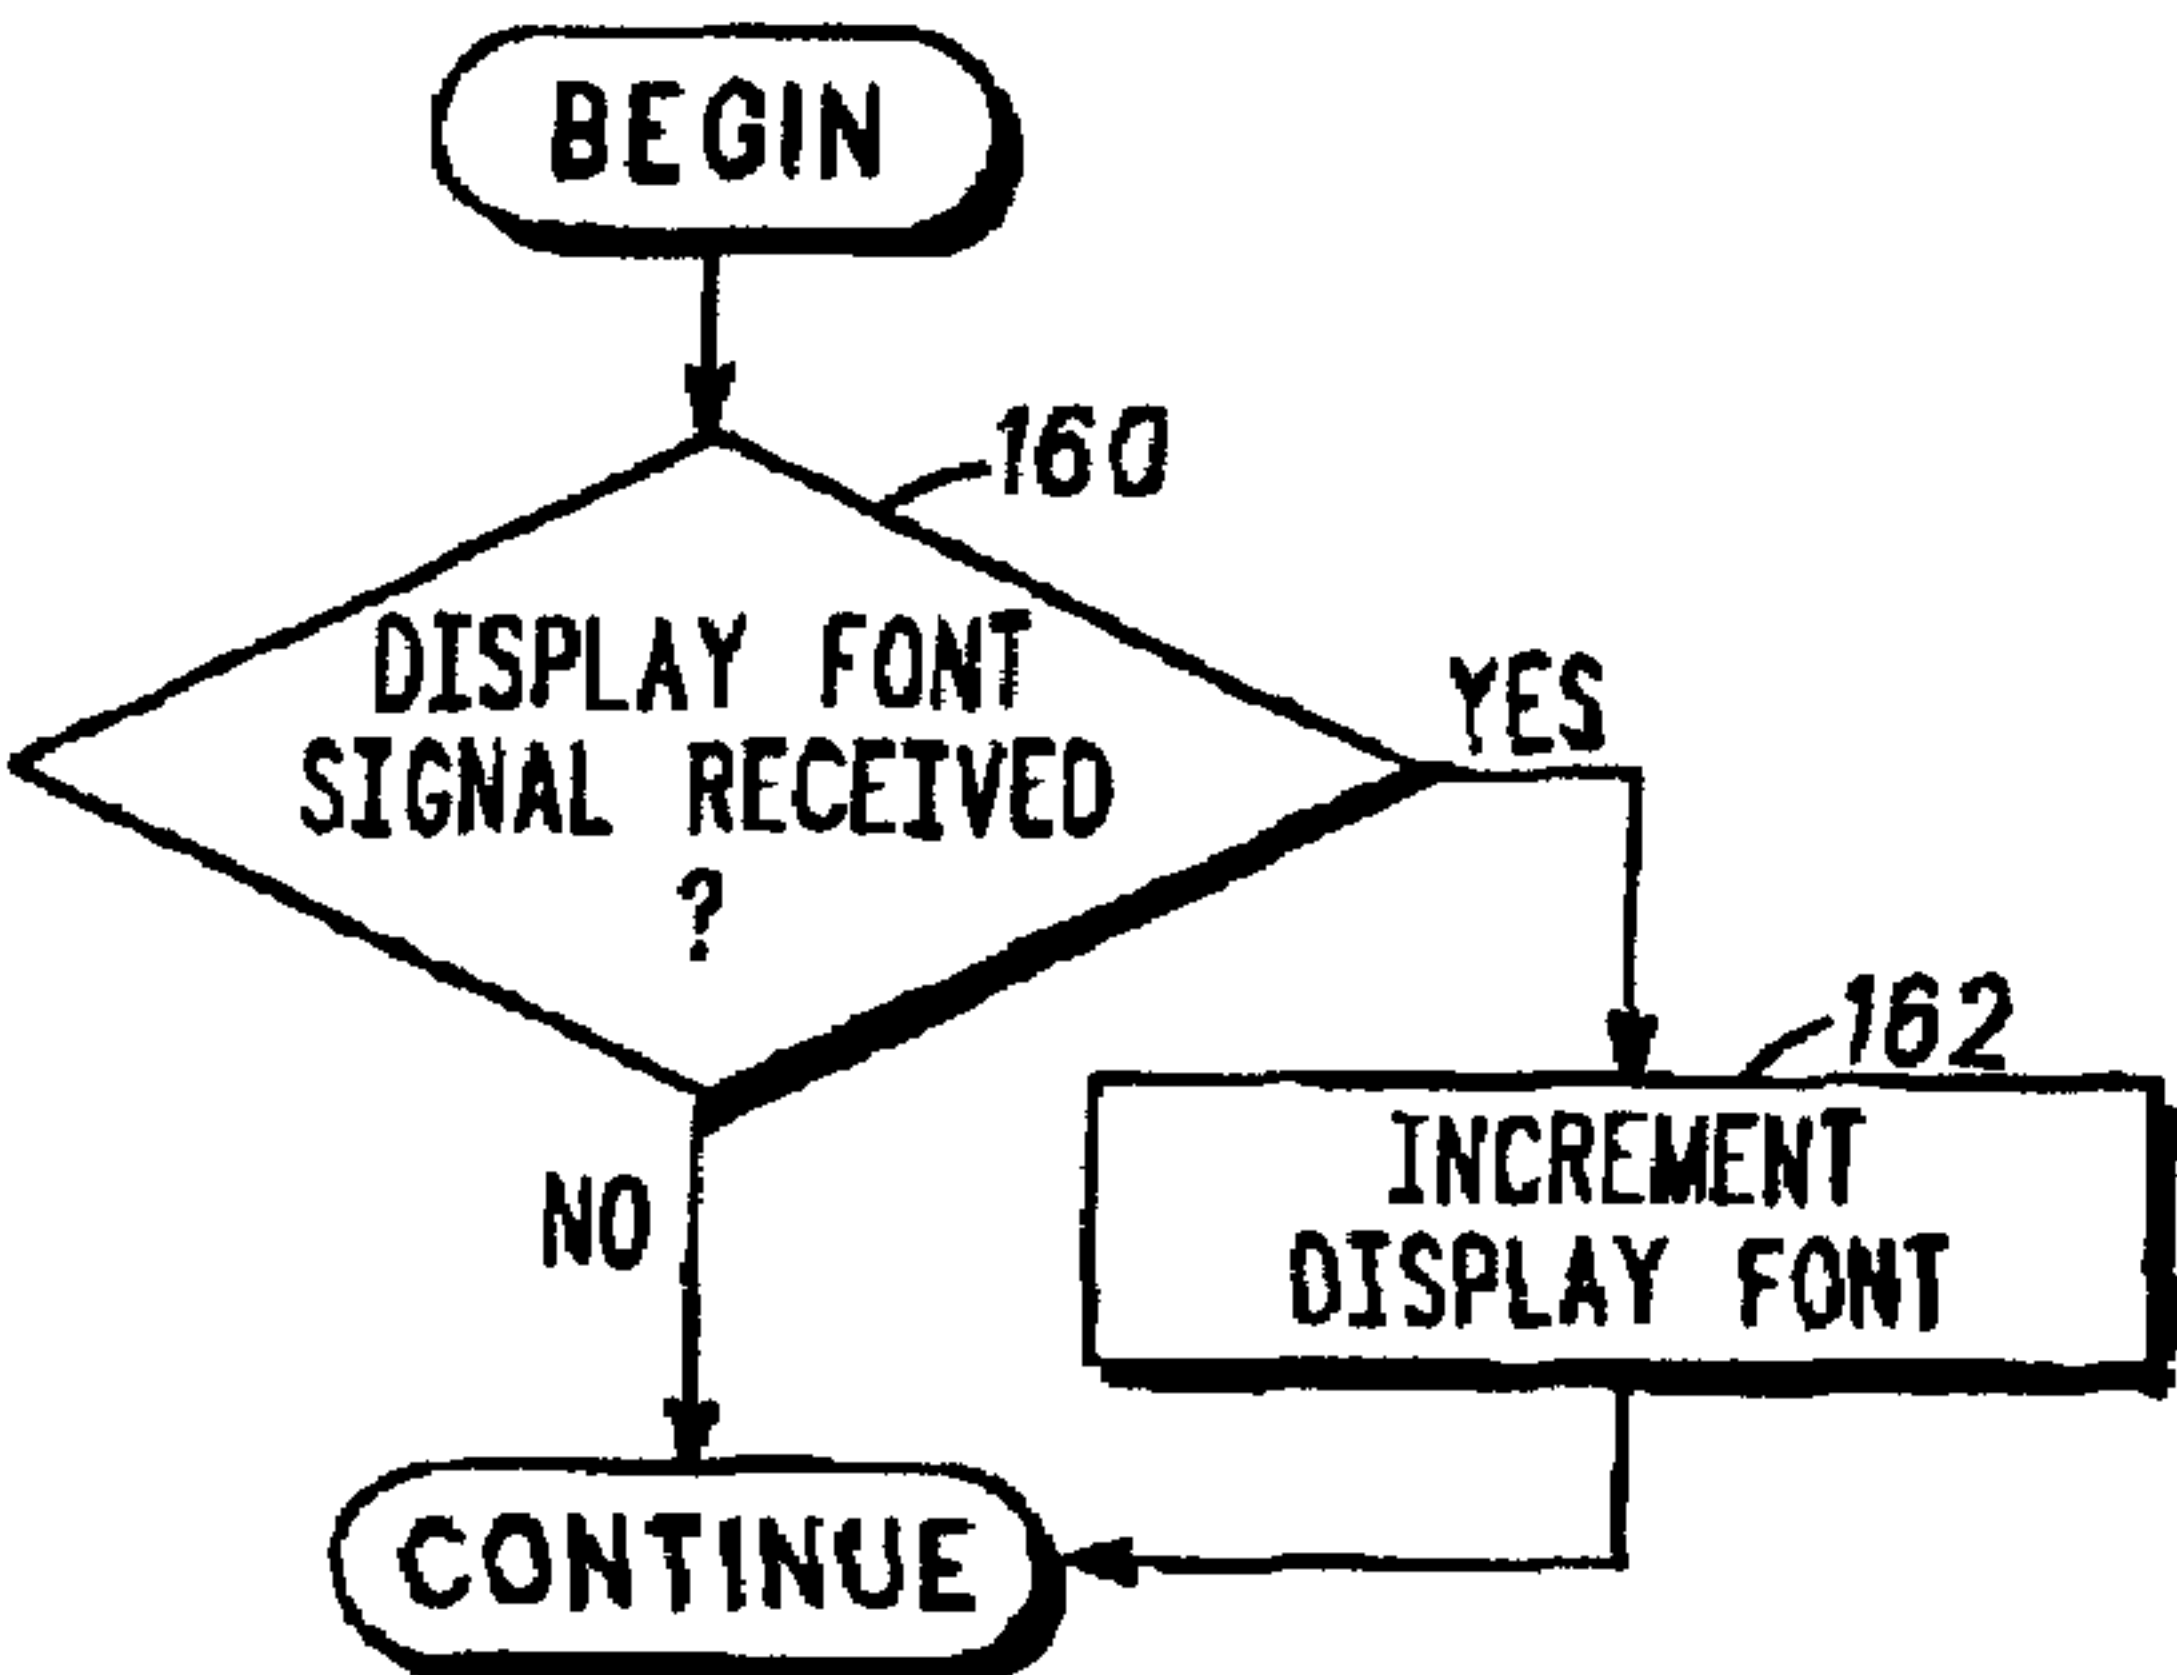 BEGIN
160
DISPLAY FONT
SIGNAL RECEIVED
?
YES
162
INCREMENT
DISPLAY FONT
NO
CONTINUE